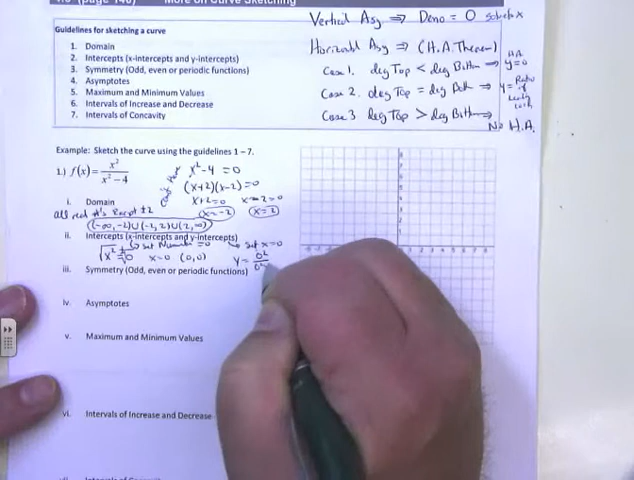 (page 146) More on Curve Sketching
Vertical Asy ⇒ Deno = 0 solve for x
Guidelines for sketching a curve
1. Domain
2. Intercepts (x-intercepts and y-intercepts)
3. Symmetry (Odd, even or periodic functions)
4. Asymptotes
5. Maximum and Minimum Values
6. Intervals of Increase and Decrease
7. Intervals of Concavity
Horizontal Asy ⇒ (H.A. Theorem)
Case 1. deg Top < deg Bottom ⇒ H.A. y=0
Case 2. deg Top = deg Bott ⇒ y = Ratio of
Case 3 deg Top > deg Bottom ⇒
No H.A.
Example: Sketch the curve using the guidelines 1 – 7.
1.) f(x) = x²/(x² – 4)
x²-4 =0
(x+2)(x-2)=0
x+2=0 x-2=0
x=-2 x=2
i. Domain
all real #'s except ±2
(-∞,-2)∪(-2,2)∪(2,∞)
ii. Intercepts (x-intercepts and y-intercepts)
set Numer =0 set x=0
√x² = √0 x=0 (0,0) y= 0²/0²
iii. Symmetry (Odd, even or periodic functions)
iv. Asymptotes
v. Maximum and Minimum Values
vi. Intervals of Increase and Decrease